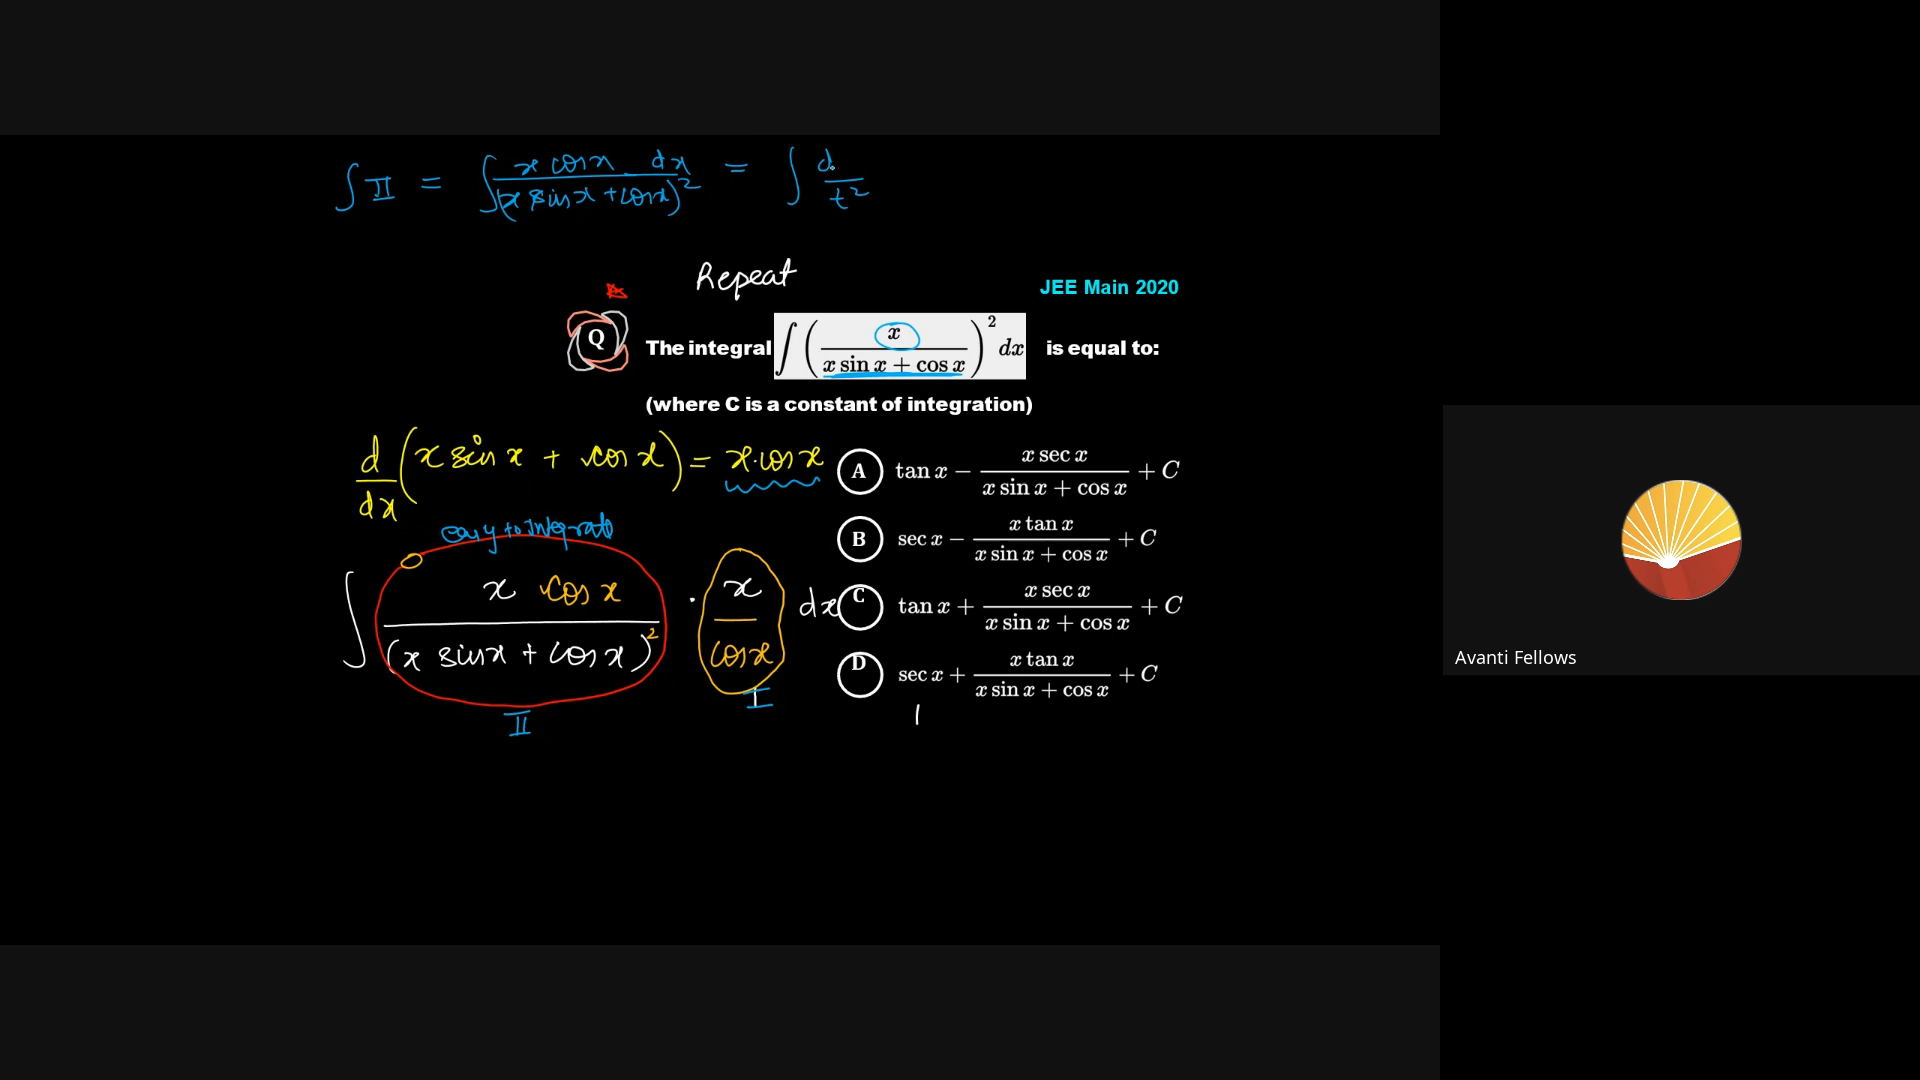 ∫ II = ∫ x cosx dx / (x sinx + cosx)² = ∫ d / t²
Repeat
JEE Main 2020
Q The integral ∫ ( x / (x sin x + cos x) )² dx is equal to:
(where C is a constant of integration)
d/dx (x sin x + cos x) = x·cos x
A tan x − x sec x / (x sin x + cos x) + C
easy to Integrate
B sec x − x tan x / (x sin x + cos x) + C
∫ x cos x / (x sinx + cos x)² · x / cosx dx
C tan x + x sec x / (x sin x + cos x) + C
D sec x + x tan x / (x sin x + cos x) + C
II I
Avanti Fellows